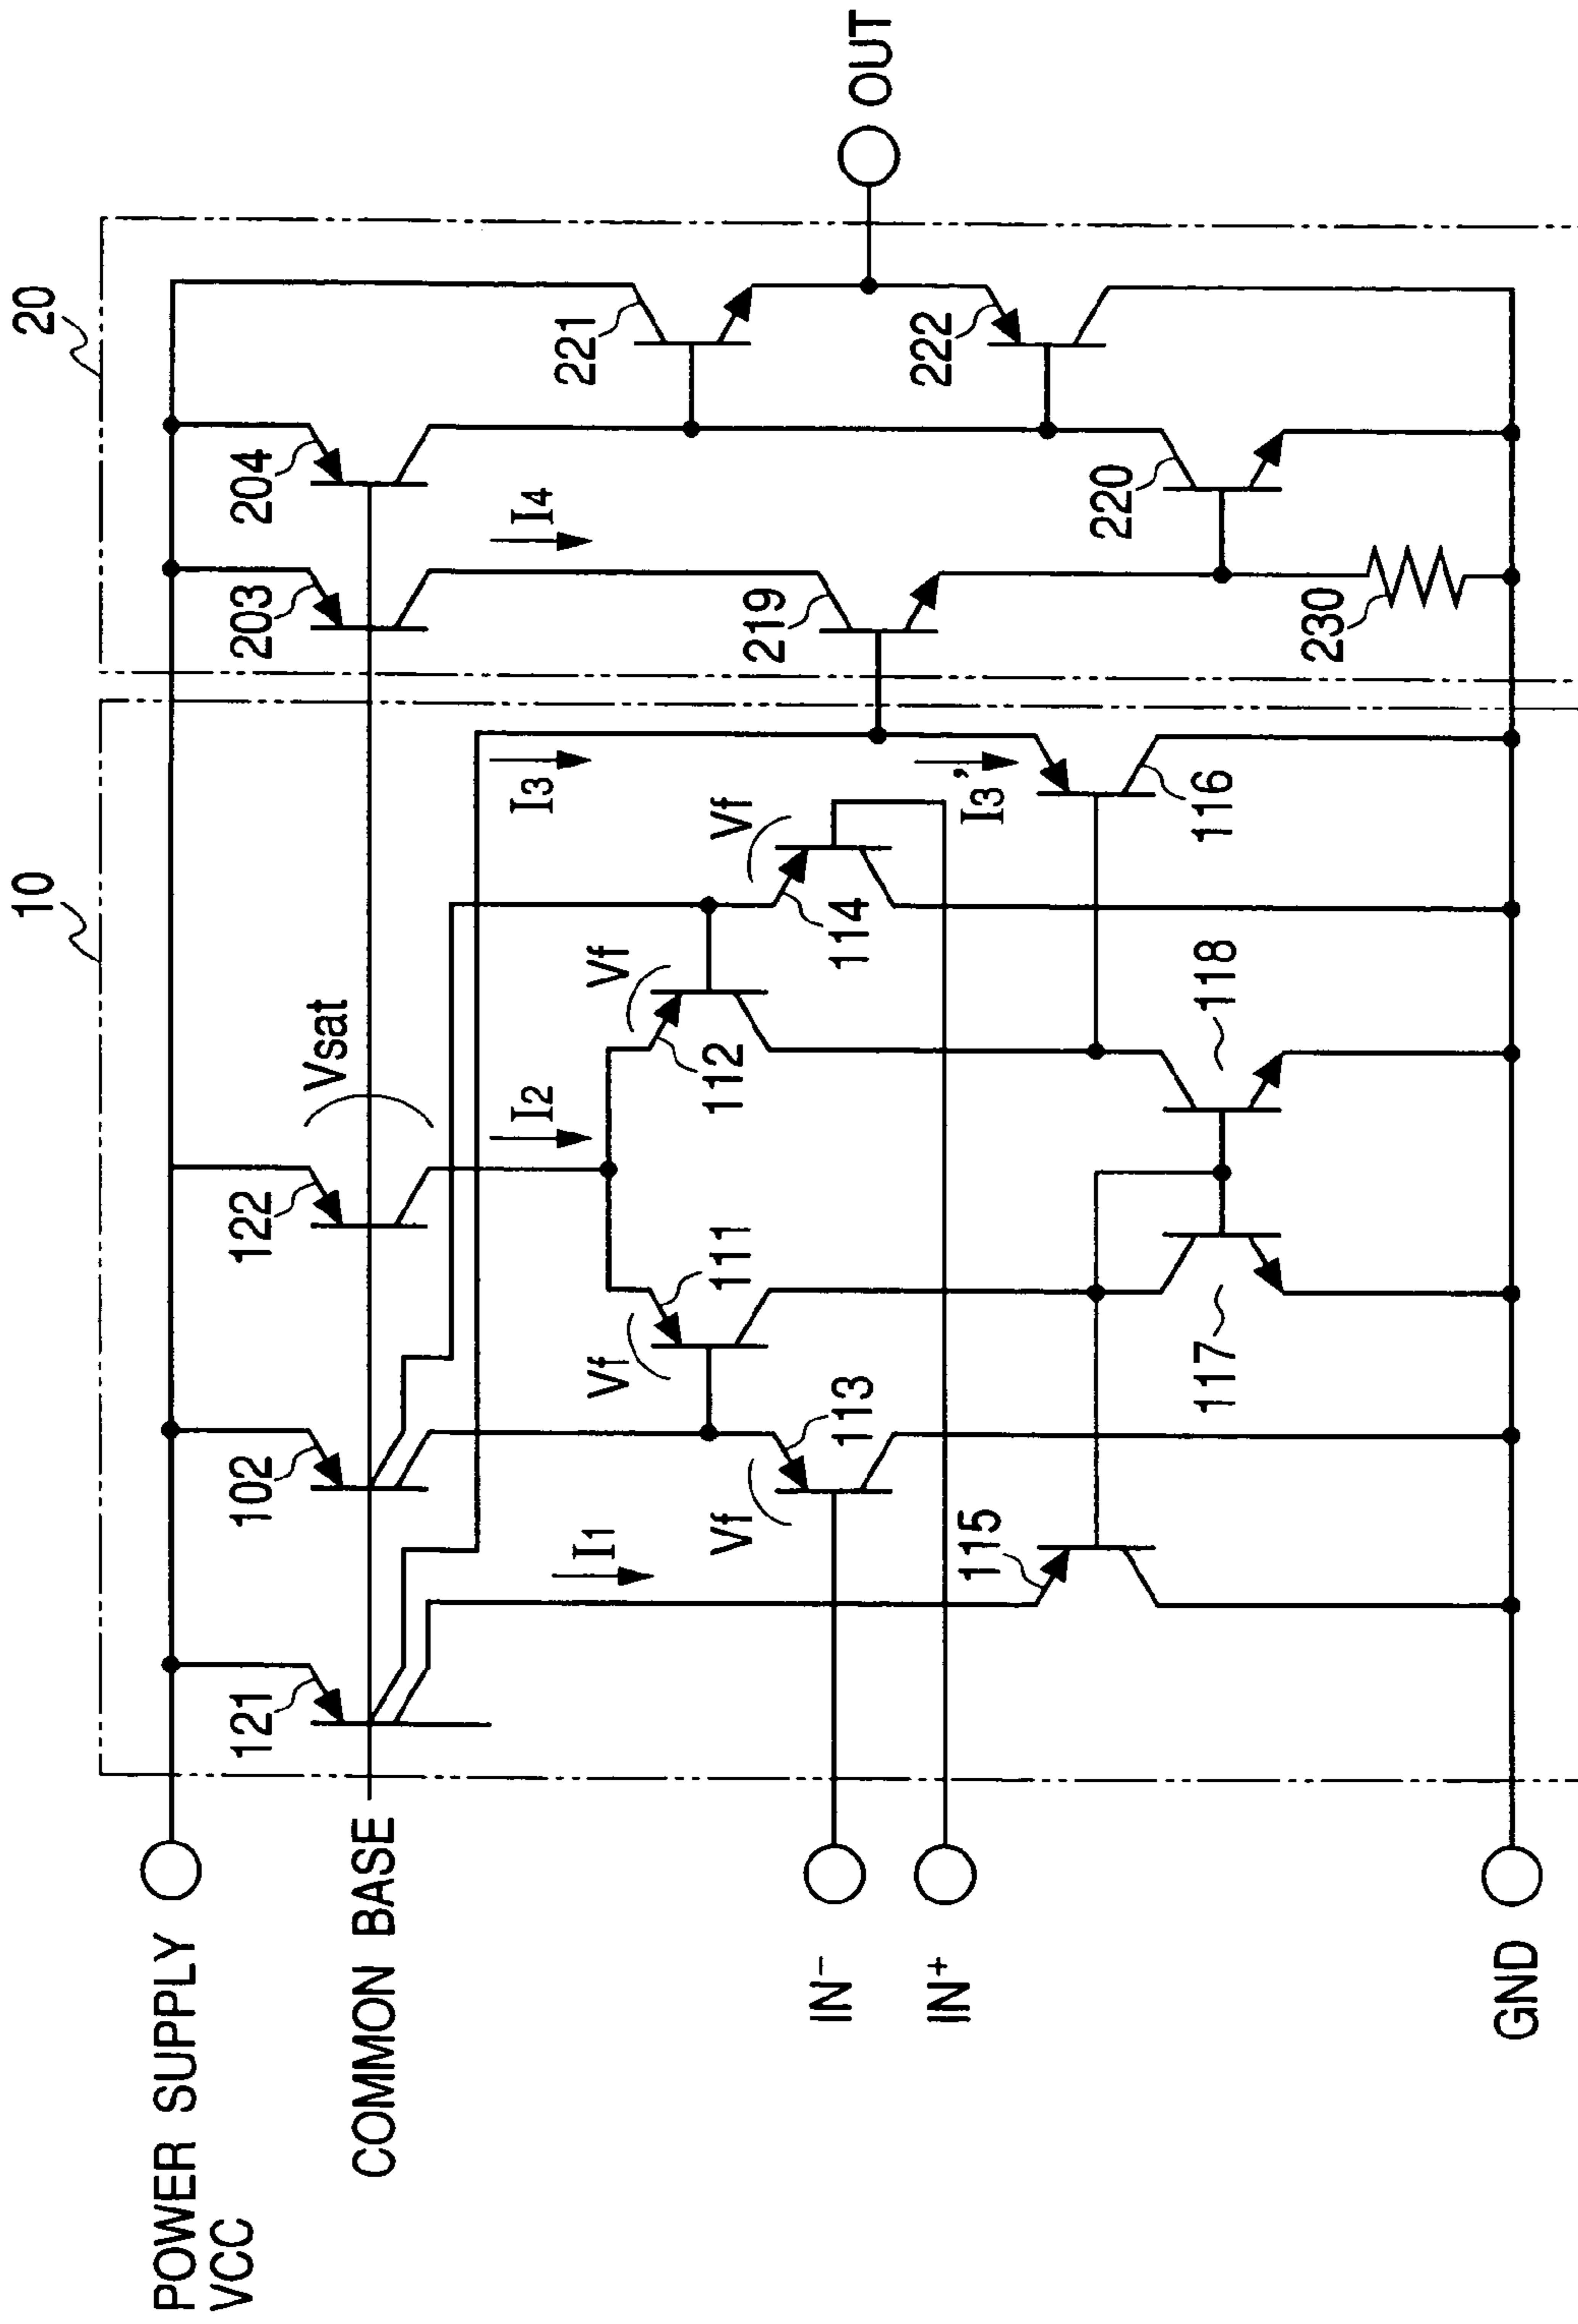 10
20
POWER SUPPLY
VCC
COMMON BASE
IN−
IN+
GND
OUT
121
102
122
203
204
Vsat
I1
I2
I3
I3'
I4
Vf
111
Vf
112
Vf
113
Vf
114
115
116
117
118
219
220
221
222
230